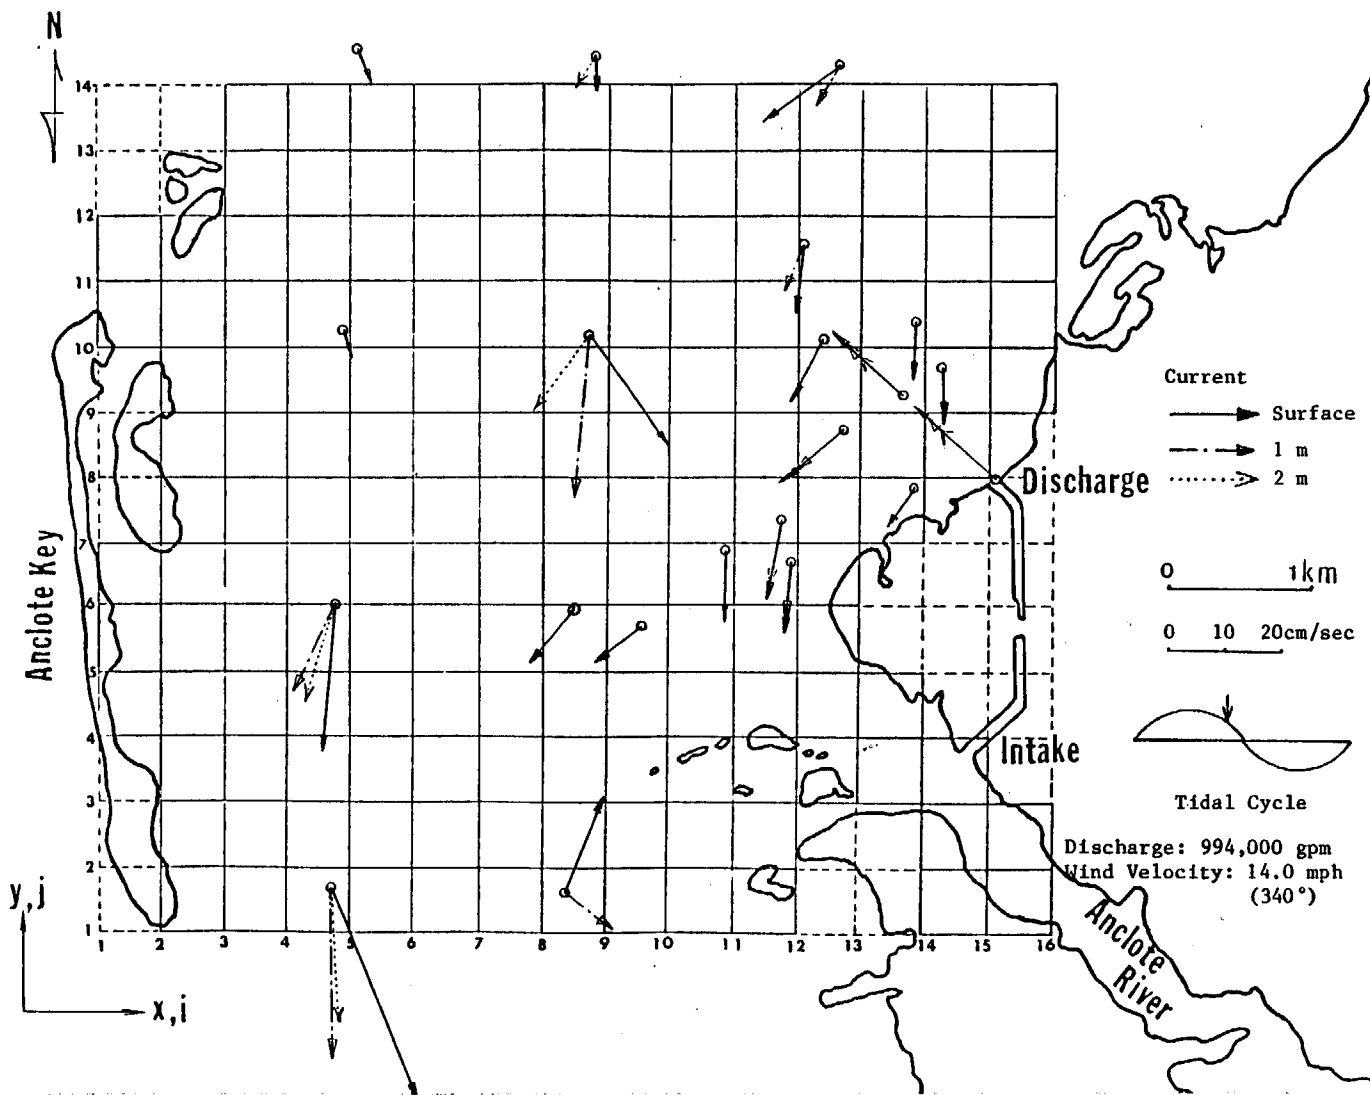 N
14
13
12
11
10
9
8
7
6
5
4
3
2
1
1 2 3 4 5 6 7 8 9 10 11 12 13 14 15 16
Anclote Key
y,j
x,i
Discharge
Intake
Anclote
River
Current
Surface
1 m
2 m
0 1km
0 10 20cm/sec
Tidal Cycle
Discharge: 994,000 gpm
Wind Velocity: 14.0 mph
(340°)